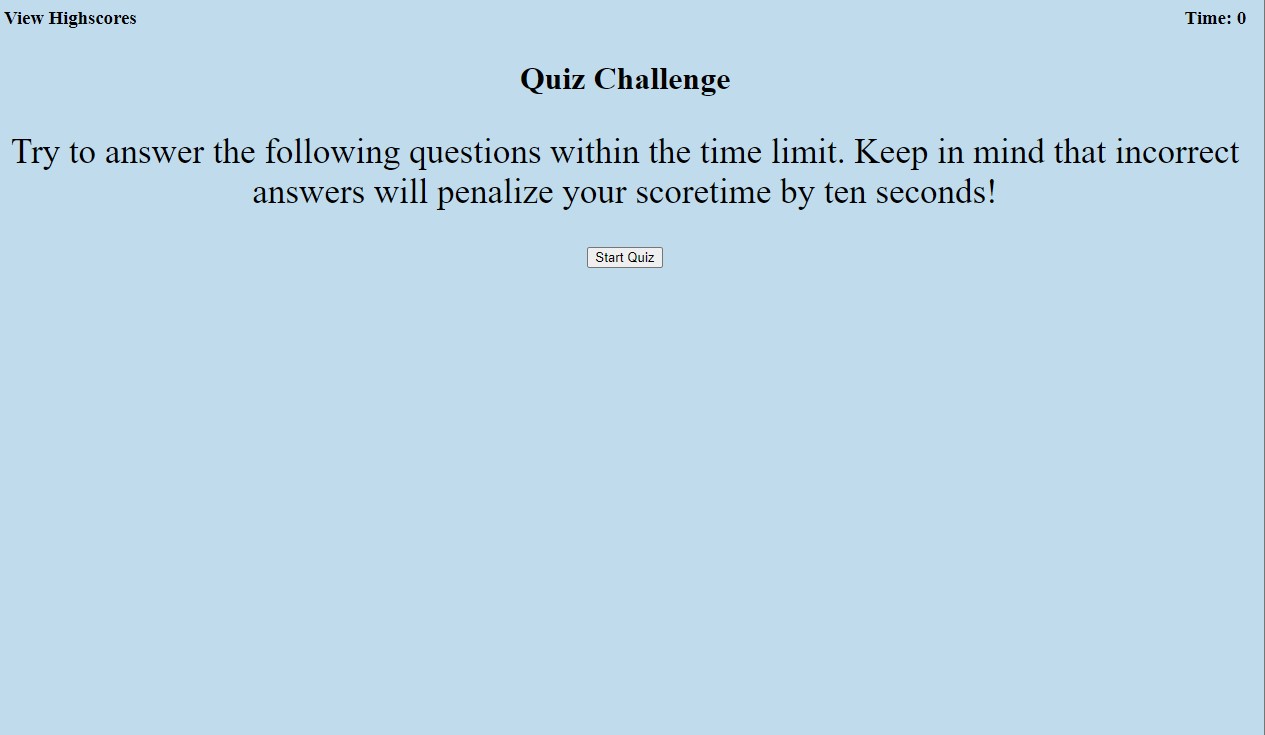 View Highscores
Time: 0
Quiz Challenge
Try to answer the following questions within the time limit. Keep in mind that incorrect
answers will penalize your scoretime by ten seconds!
Start Quiz